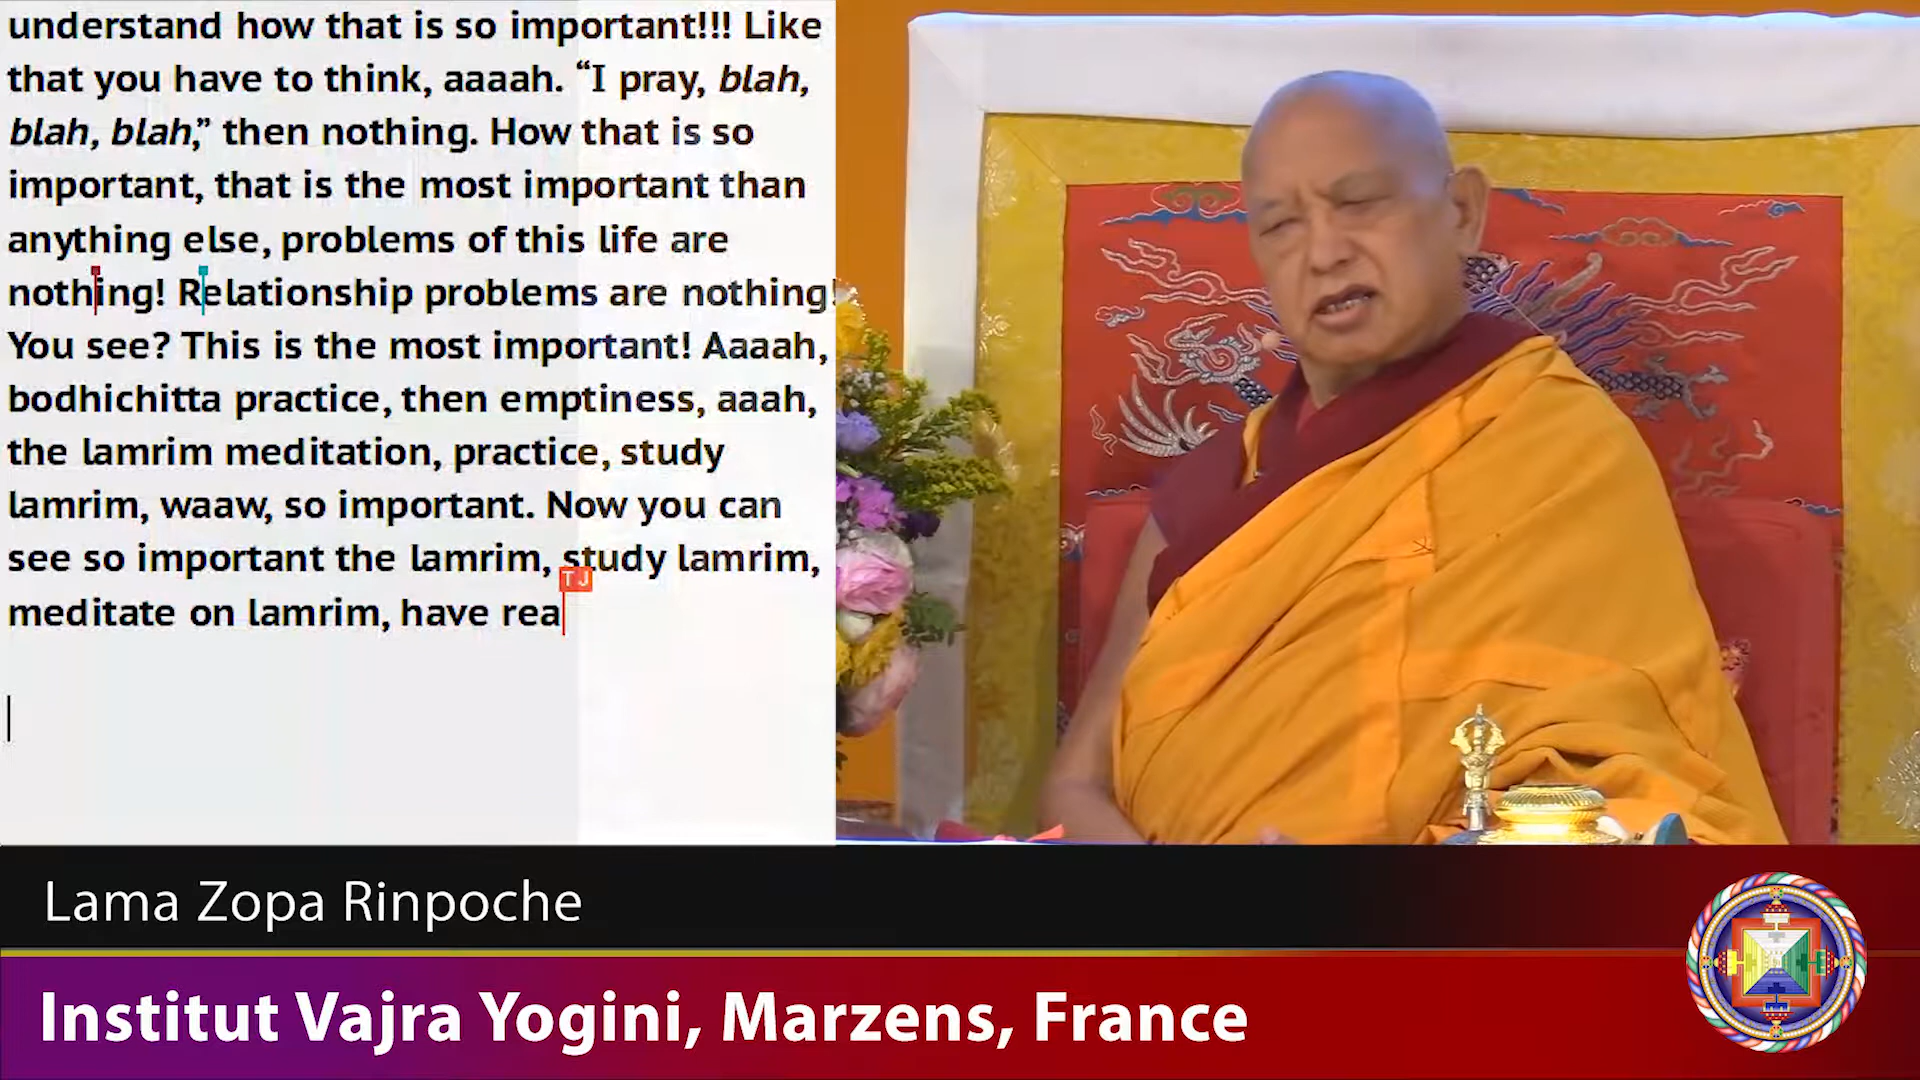 understand how that is so important!!! Like
that you have to think, aaaah. “I pray, blah,
blah, blah,” then nothing. How that is so
important, that is the most important than
anything else, problems of this life are
nothing! Relationship problems are nothing!
You see? This is the most important! Aaaah,
bodhichitta practice, then emptiness, aaah,
the lamrim meditation, practice, study
lamrim, waaw, so important. Now you can
see so important the lamrim, study lamrim,
TJ
meditate on lamrim, have rea
Lama Zopa Rinpoche
Institut Vajra Yogini, Marzens, France